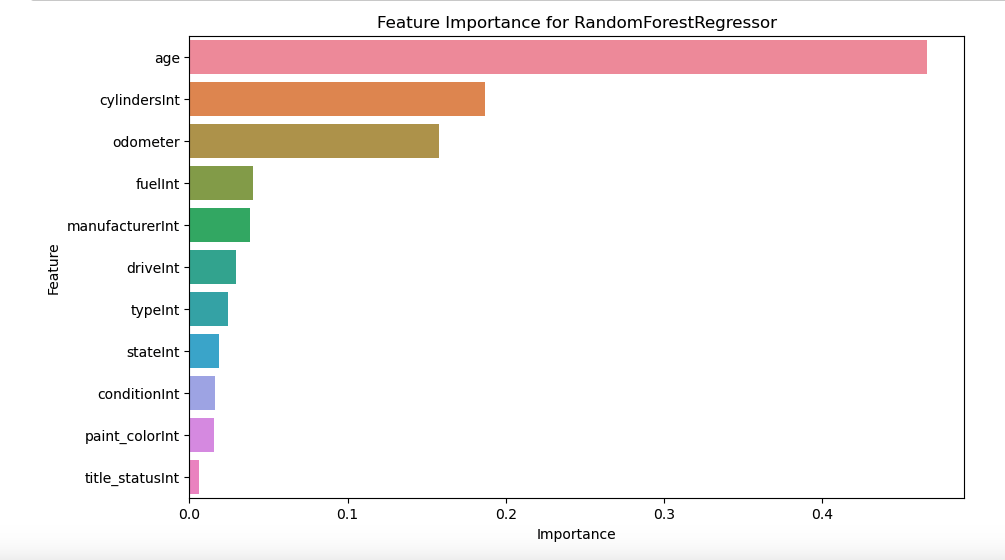 Feature Importance for RandomForestRegressor
age
cylindersInt
odometer
fuelInt
manufacturerInt
driveInt
typeInt
stateInt
conditionInt
paint_colorInt
title_statusInt
Feature
0.0 0.1 0.2 0.3 0.4
Importance